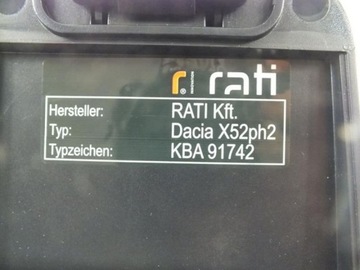 rati
Hersteller: RATI Kft.
Typ: Dacia X52ph2
Typzeichen: KBA 91742